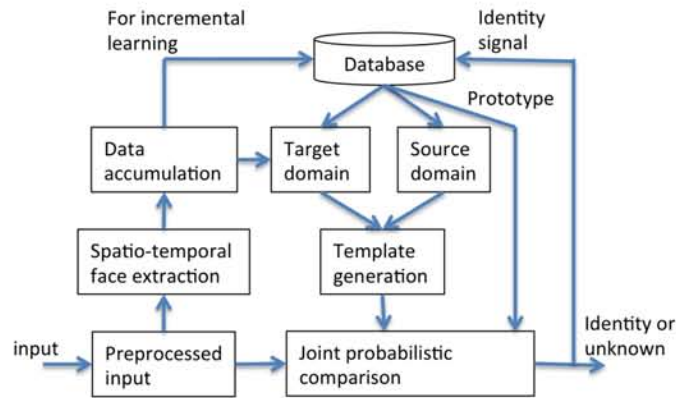 For incremental
learning
Identity
signal
Database
Prototype
Data
accumulation
Target
domain
Source
domain
Spatio-temporal
face extraction
Template
generation
input
Preprocessed
input
Joint probabilistic
comparison
Identity or
unknown